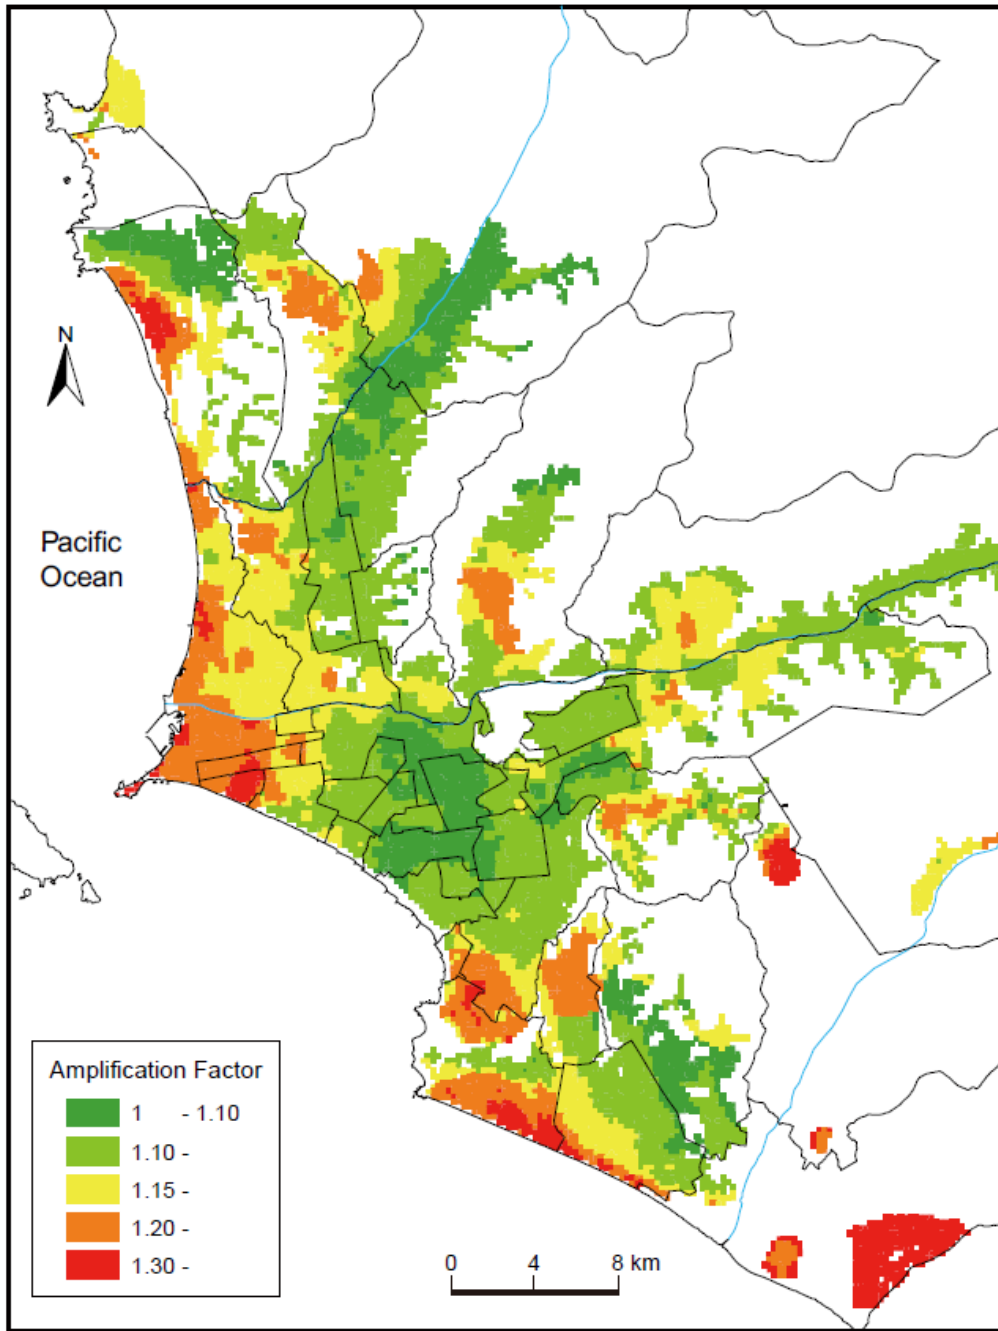 N
Pacific
Ocean
Amplification Factor
1 - 1.10
1.10 -
1.15 -
1.20 -
1.30 -
0 4 8 km